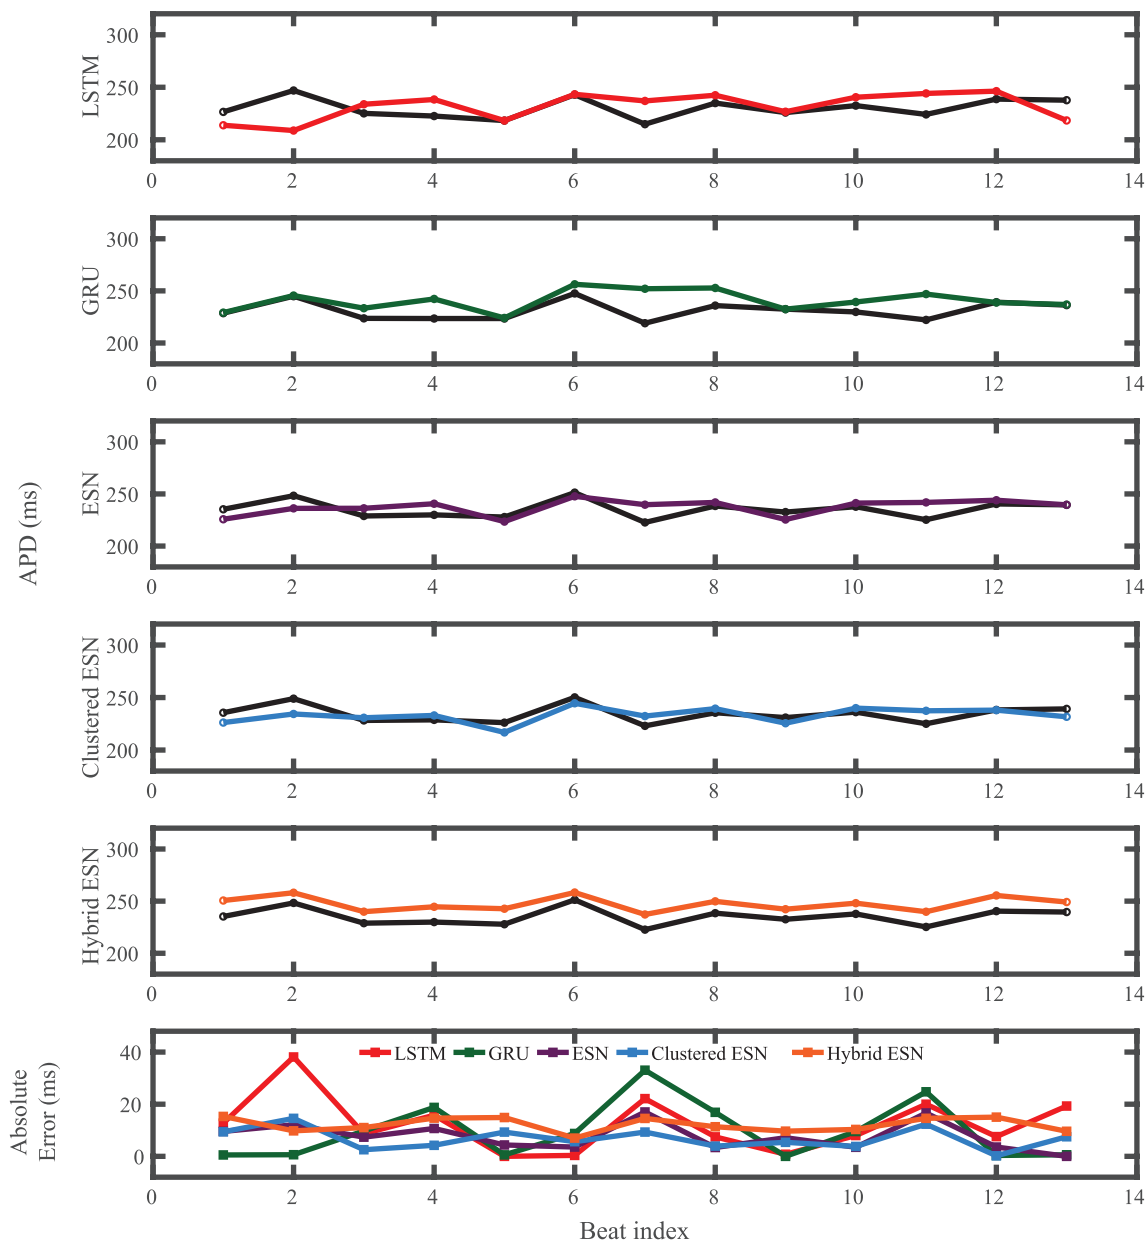 300
250
200
LSTM
0 2 4 6 8 10 12 14
300
250
200
GRU
0 2 4 6 8 10 12 14
300
250
200
ESN
0 2 4 6 8 10 12 14
APD (ms)
300
250
200
Clustered ESN
0 2 4 6 8 10 12 14
300
250
200
Hybrid ESN
0 2 4 6 8 10 12 14
40
20
0
Absolute
Error (ms)
LSTM GRU ESN Clustered ESN Hybrid ESN
0 2 4 6 8 10 12 14
Beat index